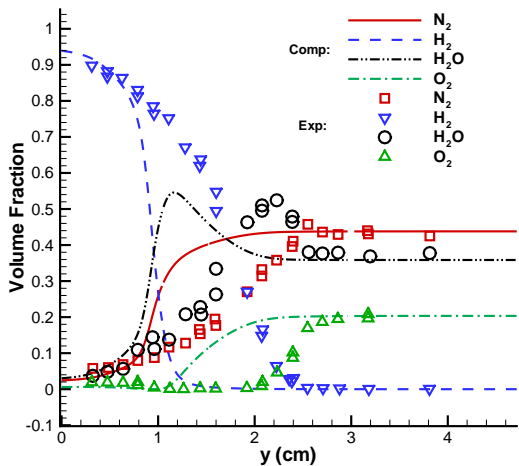 N2
Comp:
H2
H2O
O2
N2
Exp:
H2
H2O
O2
1
0.9
0.8
0.7
0.6
0.5
0.4
0.3
0.2
0.1
0
-0.1
Volume Fraction
0 1 2 3 4
y (cm)